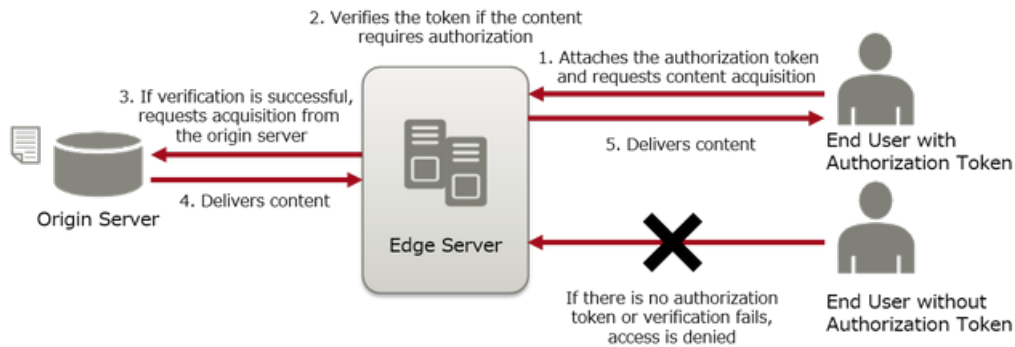 2. Verifies the token if the content
requires authorization
1. Attaches the authorization token
and requests content acquisition
3. If verification is successful,
requests acquisition from
the origin server
5. Delivers content
End User with
Authorization Token
4. Delivers content
Origin Server
Edge Server
If there is no authorization
token or verification fails,
access is denied
End User without
Authorization Token